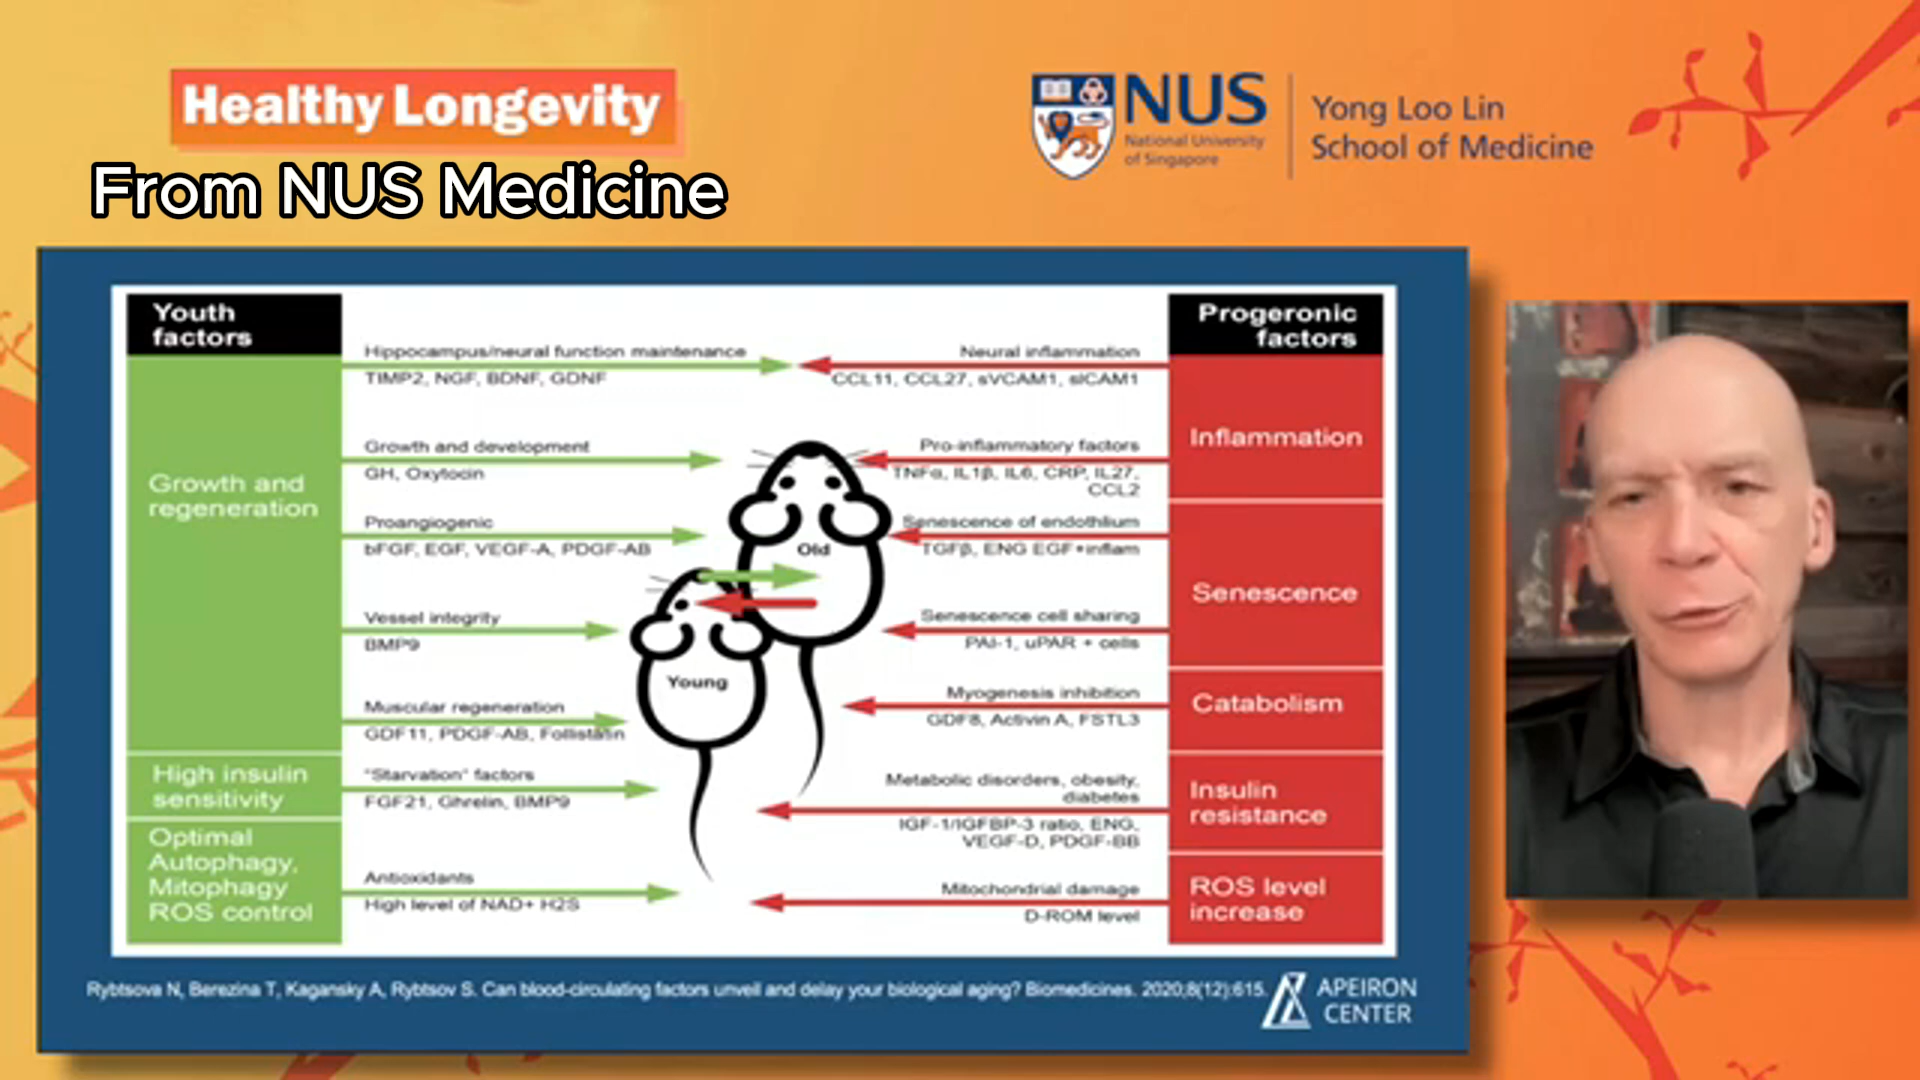 Healthy Longevity
From NUS Medicine
NUS
National University
of Singapore
Yong Loo Lin
School of Medicine
Youth
factors
Growth and
regeneration
High insulin
sensitivity
Optimal
Autophagy,
Mitophagy
ROS control
Hippocampus/neural function maintenance
TIMP2, NGF, BDNF, GDNF
Growth and development
GH, Oxytocin
Proangiogenic
bFGF, EGF, VEGF-A, PDGF-AB
Vessel integrity
BMP9
Muscular regeneration
GDF11, PDGF-AB, Follistatin
"Starvation" factors
FGF21, Ghrelin, BMP9
Antioxidants
High level of NAD+ H2S
Old
Young
Neural inflammation
CCL11, CCL27, sVCAM1, sICAM1
Pro-inflammatory factors
TNFα, IL1β, IL6, CRP, IL27,
CCL2
Senescence of endothlium
TGFβ, ENG EGF+inflam
Senescence cell sharing
PAI-1, uPAR + cells
Myogenesis inhibition
GDF8, Activin A, FSTL3
Metabolic disorders, obesity,
diabetes
IGF-1/IGFBP-3 ratio, ENG,
VEGF-D, PDGF-BB
Mitochondrial damage
D-ROM level
Progeronic
factors
Inflammation
Senescence
Catabolism
Insulin
resistance
ROS level
increase
Rybtsova N, Berezina T, Kagansky A, Rybtsov S. Can blood-circulating factors unveil and delay your biological aging? Biomedicines. 2020;8(12):615.
APEIRON
CENTER